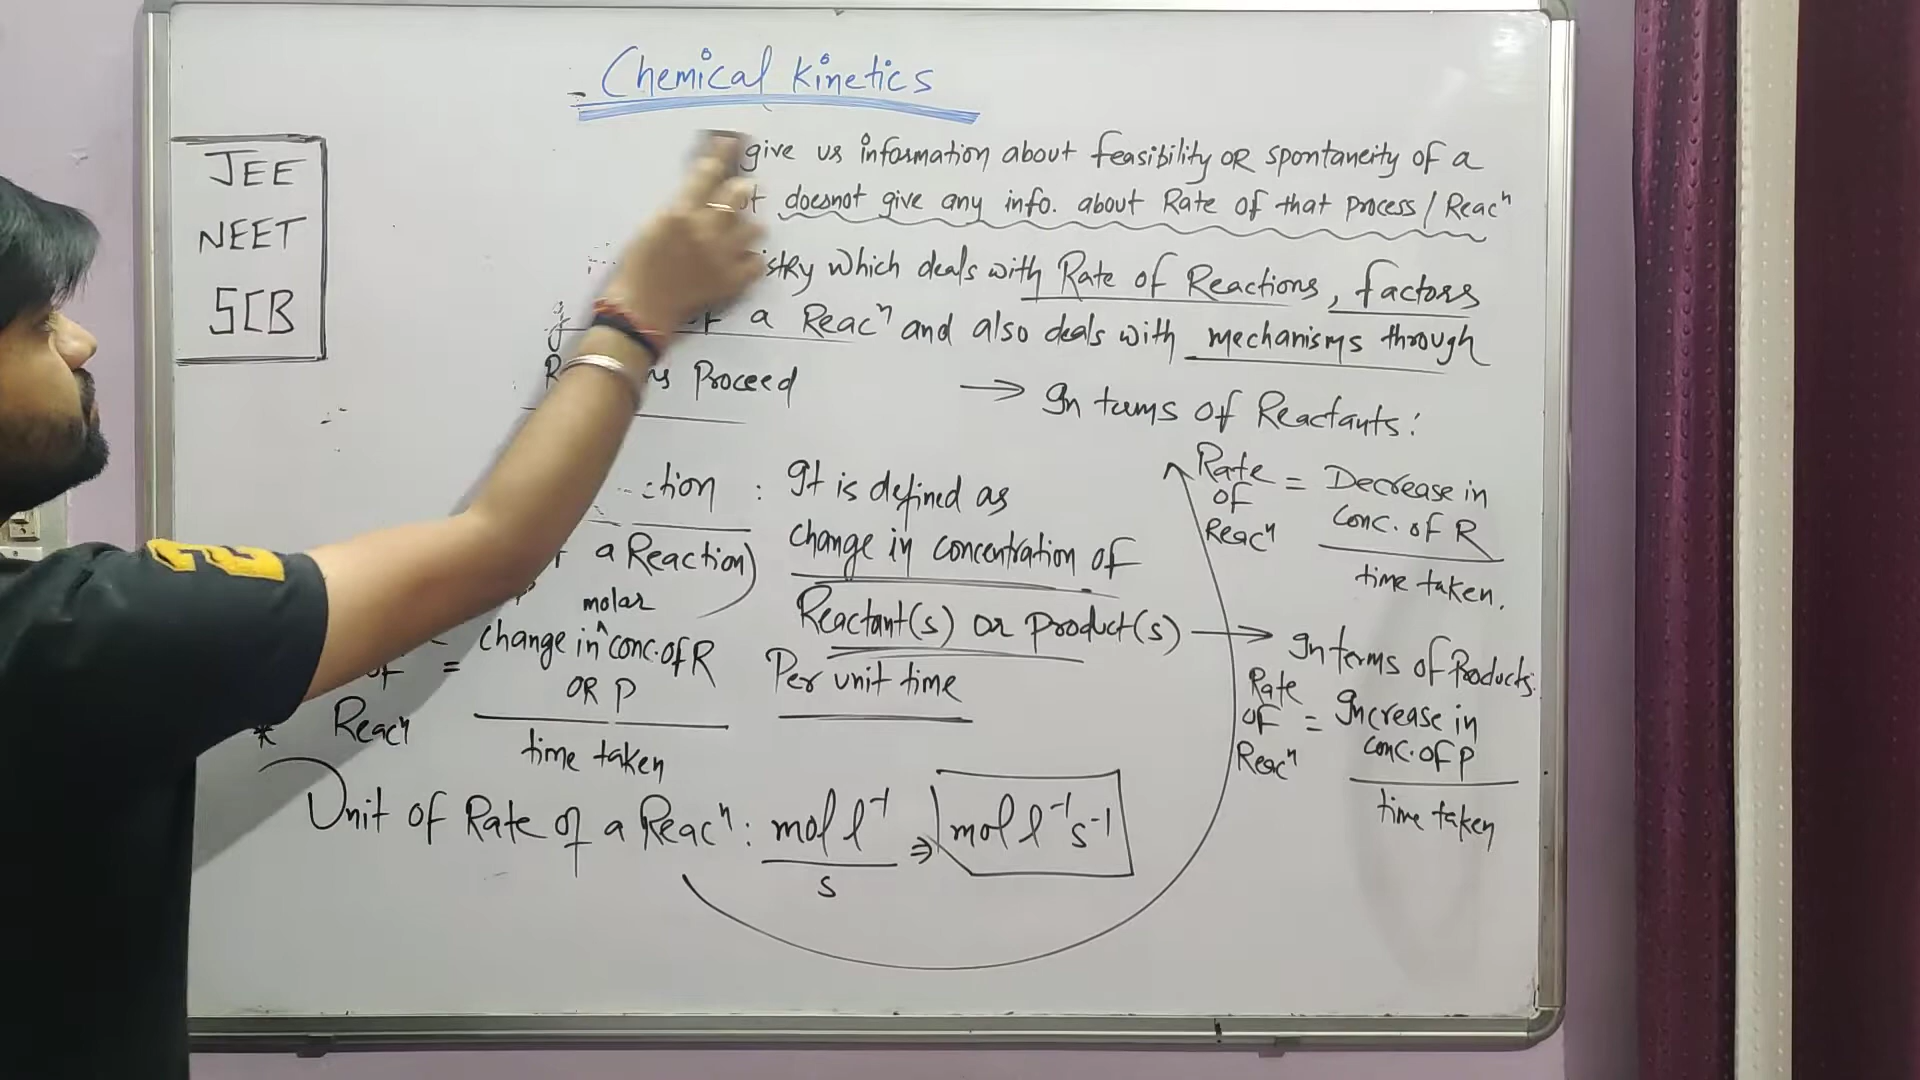 Chemical Kinetics
JEE
NEET
SCB
give us information about feasibility OR spontaneity of a
doesnot give any info. about Rate of that Process / Reacⁿ
which deals with Rate of Reactions, factors
of a Reacⁿ and also deals with mechanisms through
Proceed
→ In terms of Reactants:
Rate of Reacⁿ = Decrease in conc. of R
time taken.
: It is defined as
change in concentration of
Reactant(s) or product(s) →
Per unit time
a Reaction)
of = change in molar conc. of R
OR P
* Reacⁿ
time taken
In terms of Products.
Rate of Reacⁿ = Increase in conc. of P
time taken
Unit of Rate of a Reacⁿ : mol l⁻¹ ⇒ mol l⁻¹ s⁻¹
s